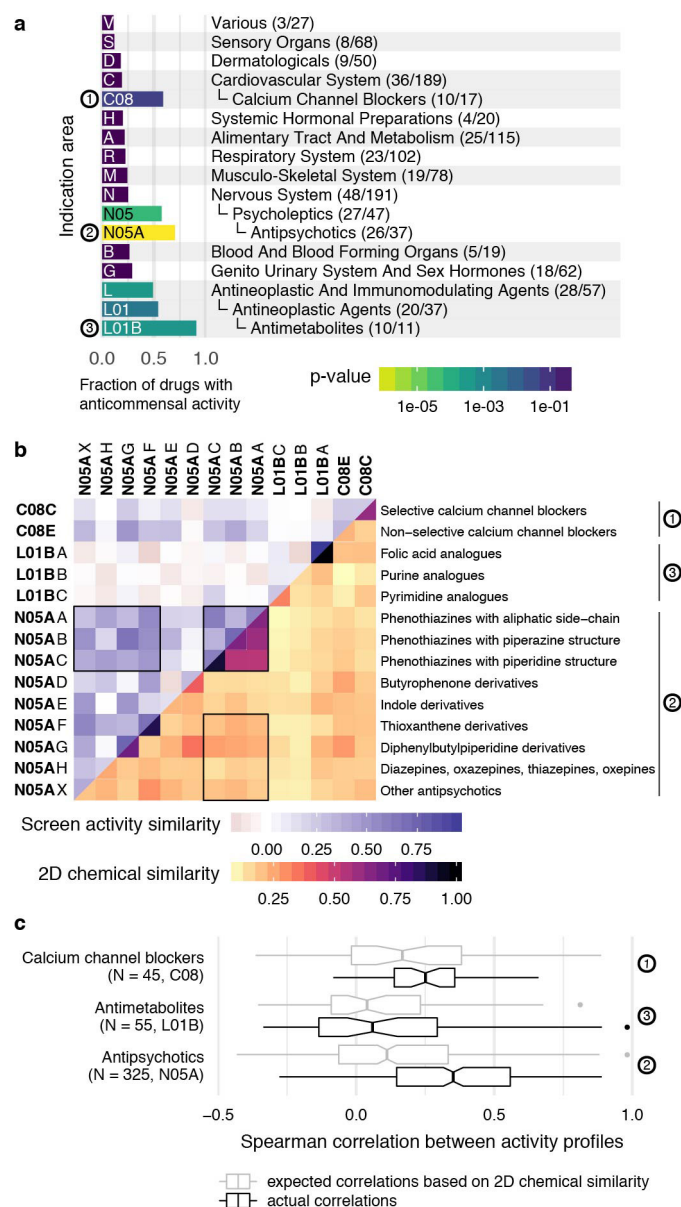 a
Indication area
V Various (3/27)
S Sensory Organs (8/68)
D Dermatologicals (9/50)
C Cardiovascular System (36/189)
1 C08 Calcium Channel Blockers (10/17)
H Systemic Hormonal Preparations (4/20)
A Alimentary Tract And Metabolism (25/115)
R Respiratory System (23/102)
M Musculo-Skeletal System (19/78)
N Nervous System (48/191)
N05 Psycholeptics (27/47)
2 N05A Antipsychotics (26/37)
B Blood And Blood Forming Organs (5/19)
G Genito Urinary System And Sex Hormones (18/62)
L Antineoplastic And Immunomodulating Agents (28/57)
L01 Antineoplastic Agents (20/37)
3 L01B Antimetabolites (10/11)
0.0 0.5 1.0
Fraction of drugs with
anticommensal activity
p-value
1e-05 1e-03 1e-01
b
N05AX N05AH N05AG N05AF N05AE N05AD N05AC N05AB N05AA L01BC L01BB L01BA C08E C08C
C08C Selective calcium channel blockers
1
C08E Non-selective calcium channel blockers
L01BA Folic acid analogues
L01BB Purine analogues
3
L01BC Pyrimidine analogues
N05AA Phenothiazines with aliphatic side-chain
N05AB Phenothiazines with piperazine structure
N05AC Phenothiazines with piperidine structure
N05AD Butyrophenone derivatives
N05AE Indole derivatives
2
N05AF Thioxanthene derivatives
N05AG Diphenylbutylpiperidine derivatives
N05AH Diazepines, oxazepines, thiazepines, oxepines
N05AX Other antipsychotics
Screen activity similarity
0.00 0.25 0.50 0.75
2D chemical similarity
0.25 0.50 0.75 1.00
c
Calcium channel blockers
(N = 45, C08)
1
Antimetabolites
(N = 55, L01B)
3
Antipsychotics
(N = 325, N05A)
2
−0.5 0.0 0.5 1.0
Spearman correlation between activity profiles
expected correlations based on 2D chemical similarity
actual correlations